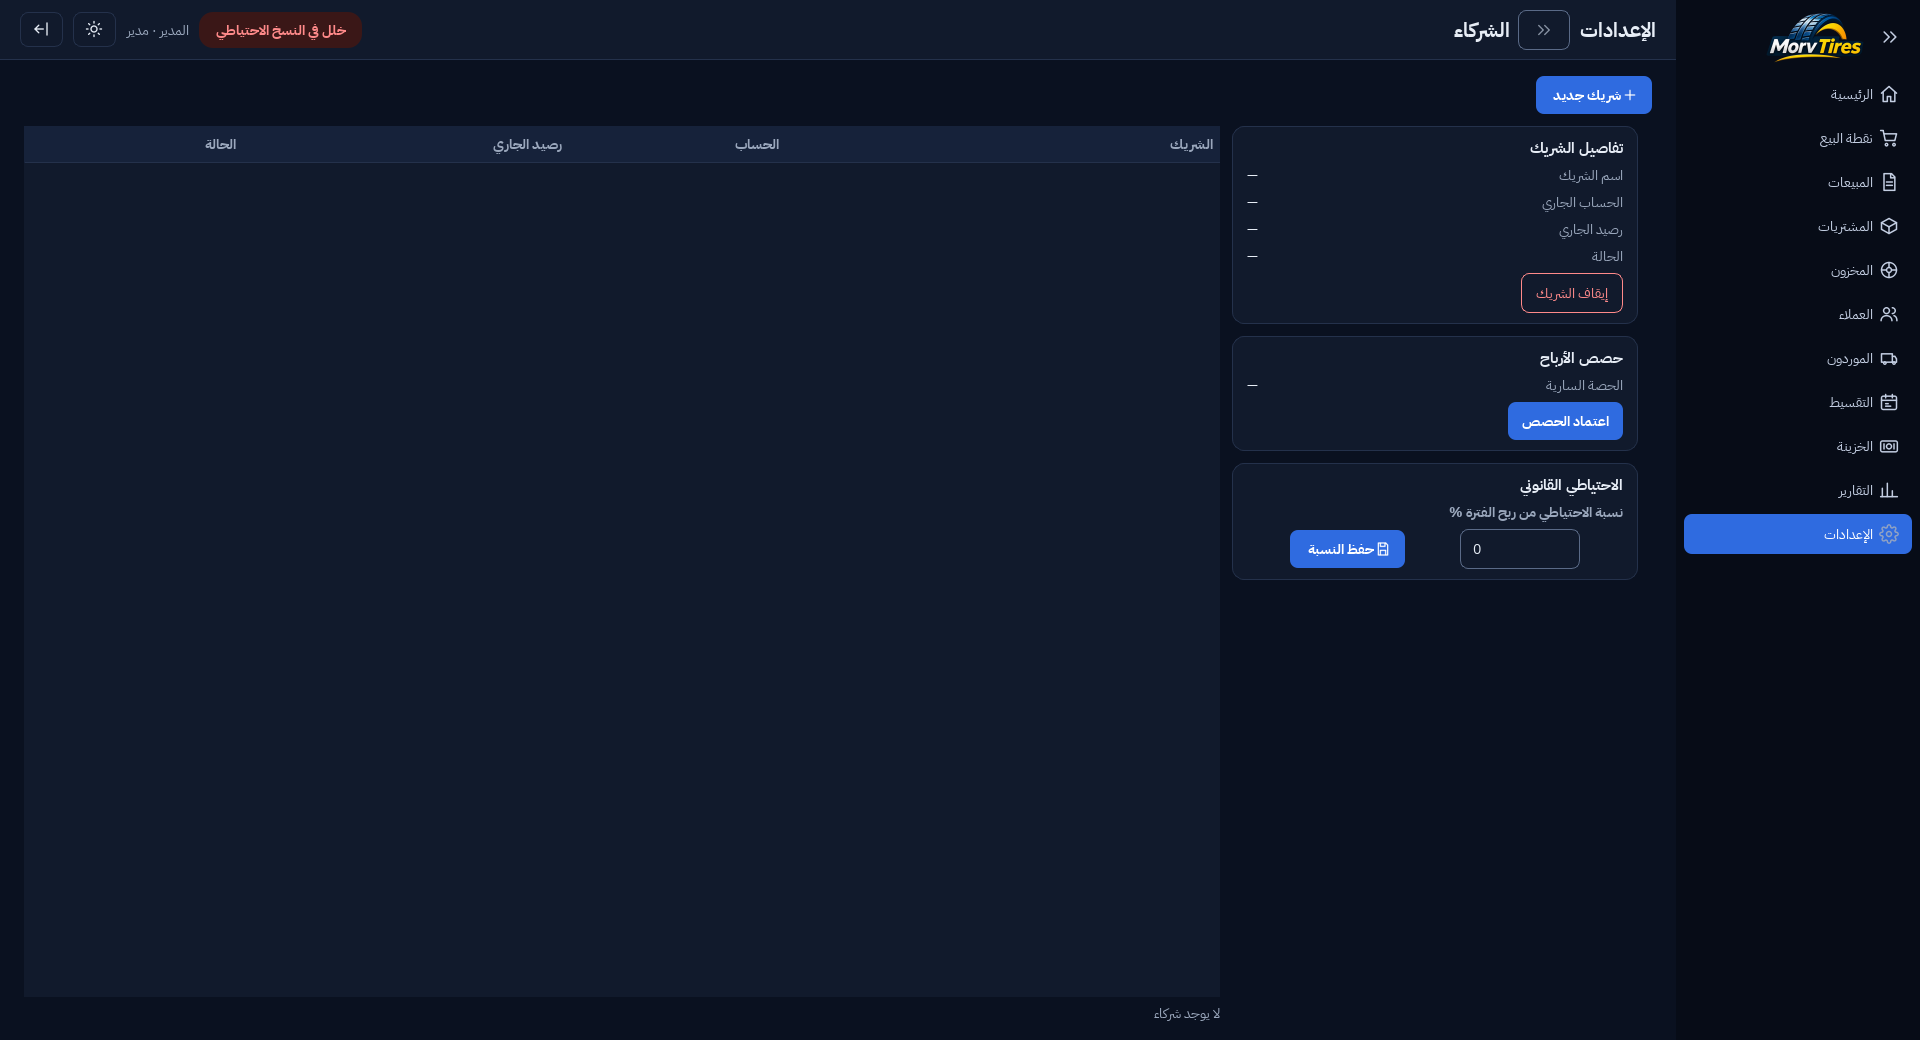 MorvTires
الرئيسية
نقطة البيع
المبيعات
المشتريات
المخزون
العملاء
الموردون
التقسيط
الخزينة
التقارير
الإعدادات
الإعدادات
الشركاء
خلل في النسخ الاحتياطي
المدير · مدير
شريك جديد
تفاصيل الشريك
اسم الشريك —
الحساب الجاري —
رصيد الجاري —
الحالة —
إيقاف الشريك
حصص الأرباح
الحصة السارية —
اعتماد الحصص
الاحتياطي القانوني
نسبة الاحتياطي من ربح الفترة %
0
حفظ النسبة
الشريك الحساب رصيد الجاري الحالة
لا يوجد شركاء